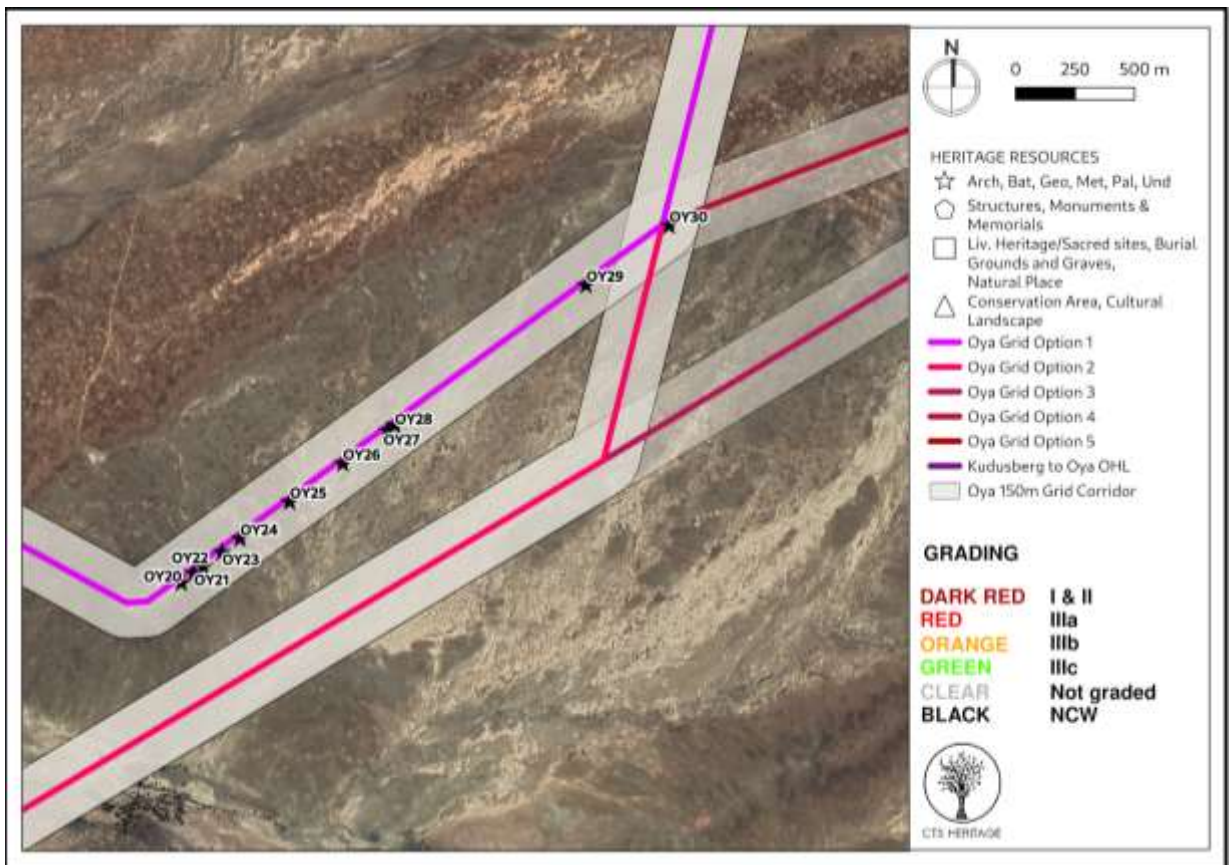 OY30
OY29
OY28
OY27
OY26
OY25
OY24
OY22
OY23
OY20
OY21
N
0 250 500 m
HERITAGE RESOURCES
Arch, Bat, Geo, Met, Pal, Und
Structures, Monuments &
Memorials
Liv. Heritage/Sacred sites, Burial
Grounds and Graves,
Natural Place
Conservation Area, Cultural
Landscape
Oya Grid Option 1
Oya Grid Option 2
Oya Grid Option 3
Oya Grid Option 4
Oya Grid Option 5
Kudusberg to Oya OHL
Oya 150m Grid Corridor
GRADING
DARK RED I & II
RED IIIa
ORANGE IIIb
GREEN IIIc
CLEAR Not graded
BLACK NCW
CTS HERITAGE